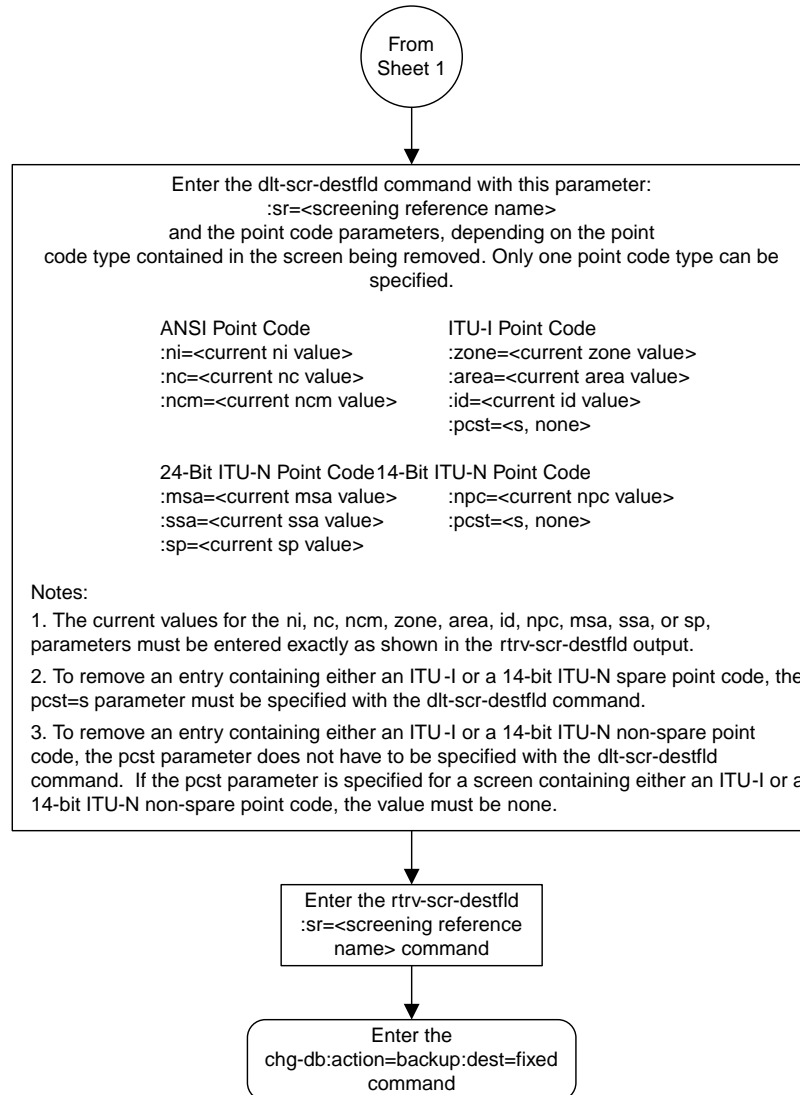 From
Sheet 1
Enter the dlt-scr-destfld command with this parameter:
:sr=<screening reference name>
and the point code parameters, depending on the point
code type contained in the screen being removed. Only one point code type can be
specified.
ANSI Point Code
:ni=<current ni value>
:nc=<current nc value>
:ncm=<current ncm value>
ITU-I Point Code
:zone=<current zone value>
:area=<current area value>
:id=<current id value>
:pcst=<s, none>
24-Bit ITU-N Point Code
:msa=<current msa value>
:ssa=<current ssa value>
:sp=<current sp value>
14-Bit ITU-N Point Code
:npc=<current npc value>
:pcst=<s, none>
Notes:
1. The current values for the ni, nc, ncm, zone, area, id, npc, msa, ssa, or sp,
parameters must be entered exactly as shown in the rtrv-scr-destfld output.
2. To remove an entry containing either an ITU-I or a 14-bit ITU-N spare point code, the
pcst=s parameter must be specified with the dlt-scr-destfld command.
3. To remove an entry containing either an ITU-I or a 14-bit ITU-N non-spare point
code, the pcst parameter does not have to be specified with the dlt-scr-destfld
command. If the pcst parameter is specified for a screen containing either an ITU-I or a
14-bit ITU-N non-spare point code, the value must be none.
Enter the rtrv-scr-destfld
:sr=<screening reference
name> command
Enter the
chg-db:action=backup:dest=fixed
command